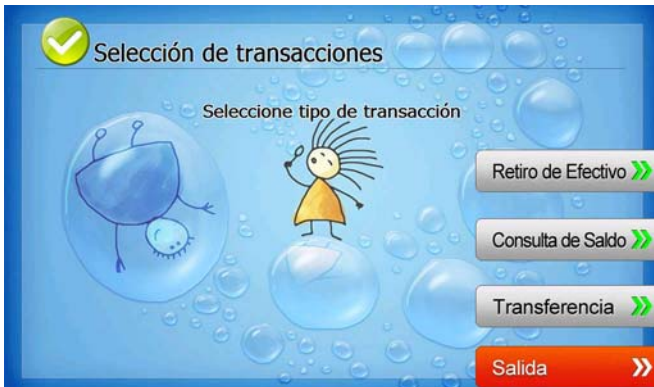 Selección de transacciones
Seleccione tipo de transacción
Retiro de Efectivo
Consulta de Saldo
Transferencia
Salida